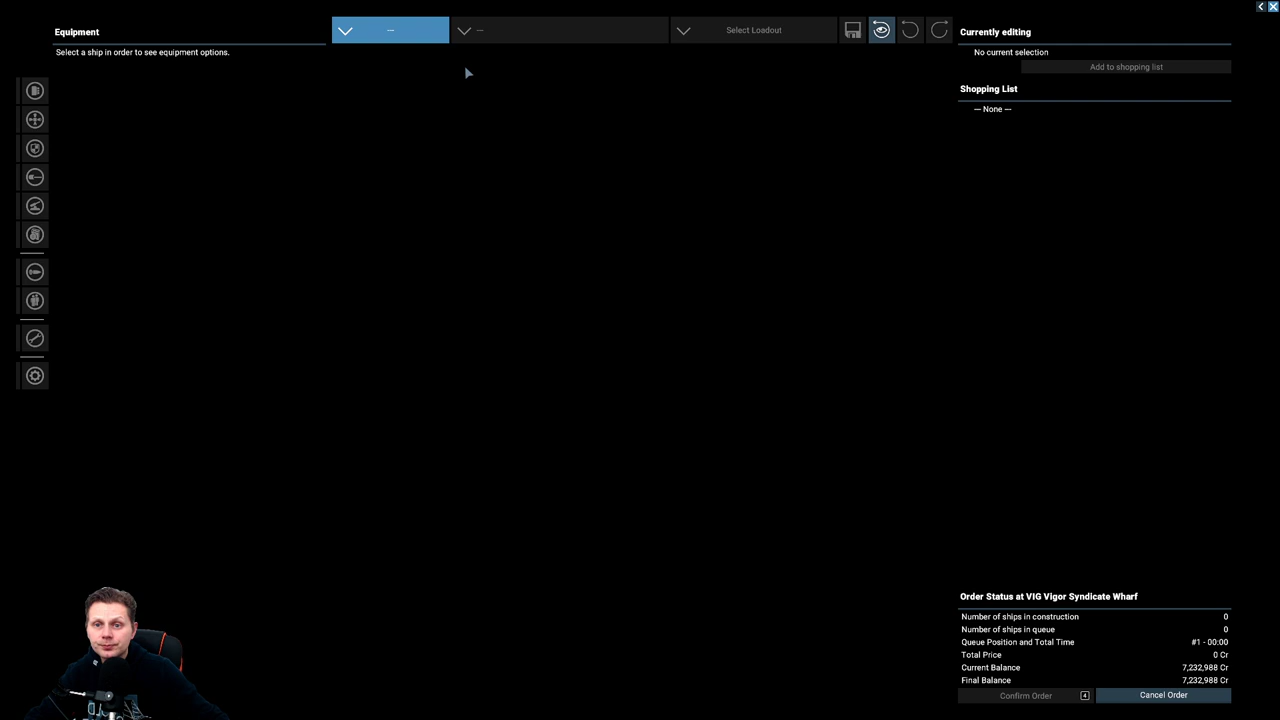 Equipment
Select a ship in order to see equipment options.
—
—
Select Loadout
Currently editing
No current selection
Add to shopping list
Shopping List
— None —
Order Status at VIG Vigor Syndicate Wharf
Number of ships in construction 0
Number of ships in queue 0
Queue Position and Total Time #1 - 00:00
Total Price 0 Cr
Current Balance 7,232,988 Cr
Final Balance 7,232,988 Cr
Confirm Order 4
Cancel Order